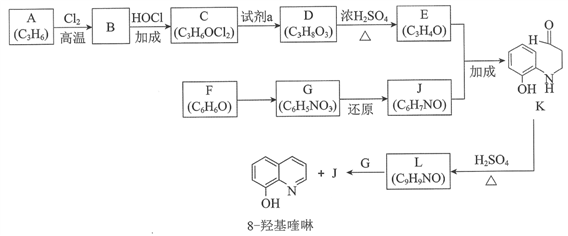 A
(C₃H₆)
Cl₂
高温
B
HOCl
加成
C
(C₃H₆OCl₂)
试剂a
D
(C₃H₈O₃)
浓H₂SO₄
△
E
(C₃H₄O)
F
(C₆H₆O)
G
(C₆H₅NO₃)
还原
J
(C₆H₇NO)
加成
O
H
N
H
OH
K
H₂SO₄
△
L
(C₉H₉NO)
G
+ J
N
OH
8-羟基喹啉